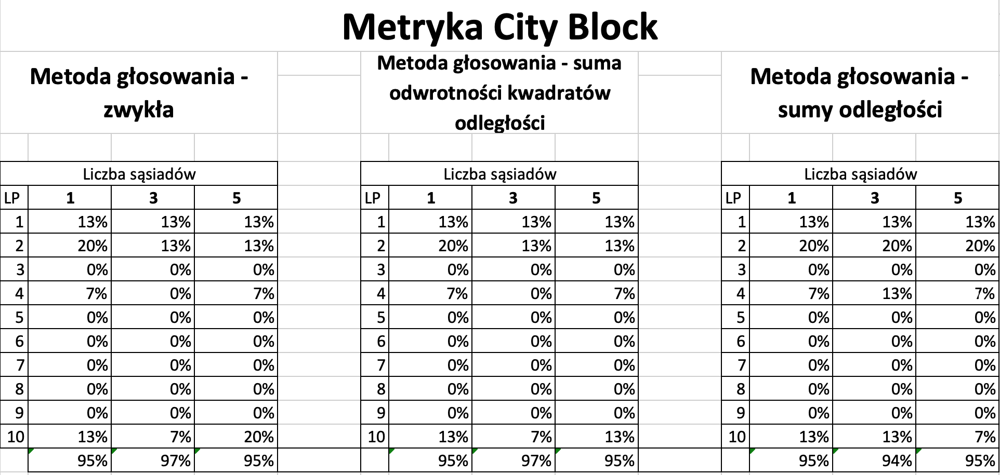 Metryka City Block
Metoda głosowania -
zwykła
Metoda głosowania - suma
odwrotności kwadratów
odległości
Metoda głosowania -
sumy odległości
Liczba sąsiadów Liczba sąsiadów Liczba sąsiadów
LP 1 3 5 LP 1 3 5 LP 1 3 5
1 13% 13% 13% 1 13% 13% 13% 1 13% 13% 13%
2 20% 13% 13% 2 20% 13% 13% 2 20% 20% 20%
3 0% 0% 0% 3 0% 0% 0% 3 0% 0% 0%
4 7% 0% 7% 4 7% 0% 7% 4 7% 13% 7%
5 0% 0% 0% 5 0% 0% 0% 5 0% 0% 0%
6 0% 0% 0% 6 0% 0% 0% 6 0% 0% 0%
7 0% 0% 0% 7 0% 0% 0% 7 0% 0% 0%
8 0% 0% 0% 8 0% 0% 0% 8 0% 0% 0%
9 0% 0% 0% 9 0% 0% 0% 9 0% 0% 0%
10 13% 7% 20% 10 13% 7% 13% 10 13% 13% 7%
95% 97% 95% 95% 97% 95% 95% 94% 95%